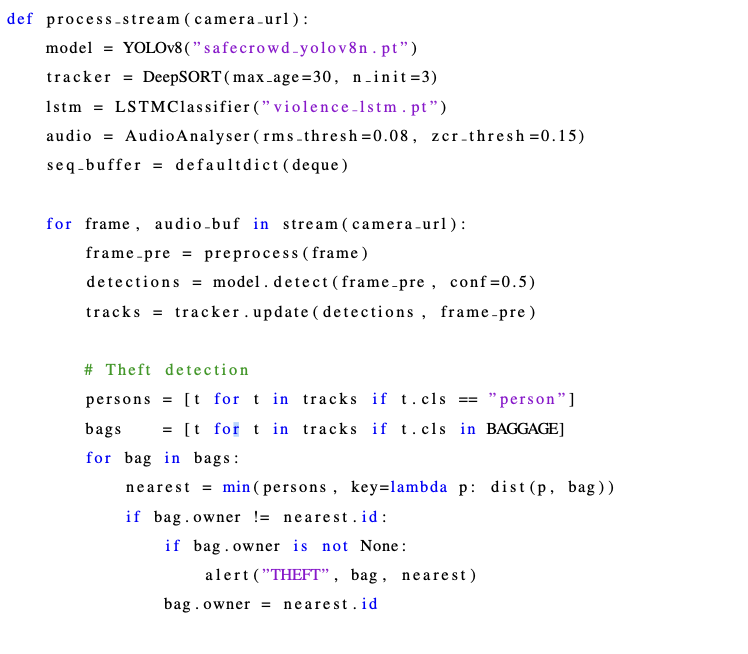 def process_stream(camera_url):
    model = YOLOv8("safecrowd_yolov8n.pt")
    tracker = DeepSORT(max_age=30, n_init=3)
    lstm = LSTMClassifier("violence_lstm.pt")
    audio = AudioAnalyser(rms_thresh=0.08, zcr_thresh=0.15)
    seq_buffer = defaultdict(deque)

    for frame, audio_buf in stream(camera_url):
        frame_pre = preprocess(frame)
        detections = model.detect(frame_pre, conf=0.5)
        tracks = tracker.update(detections, frame_pre)

        # Theft detection
        persons = [t for t in tracks if t.cls == "person"]
        bags    = [t for t in tracks if t.cls in BAGGAGE]
        for bag in bags:
            nearest = min(persons, key=lambda p: dist(p, bag))
            if bag.owner != nearest.id:
                if bag.owner is not None:
                    alert("THEFT", bag, nearest)
                bag.owner = nearest.id